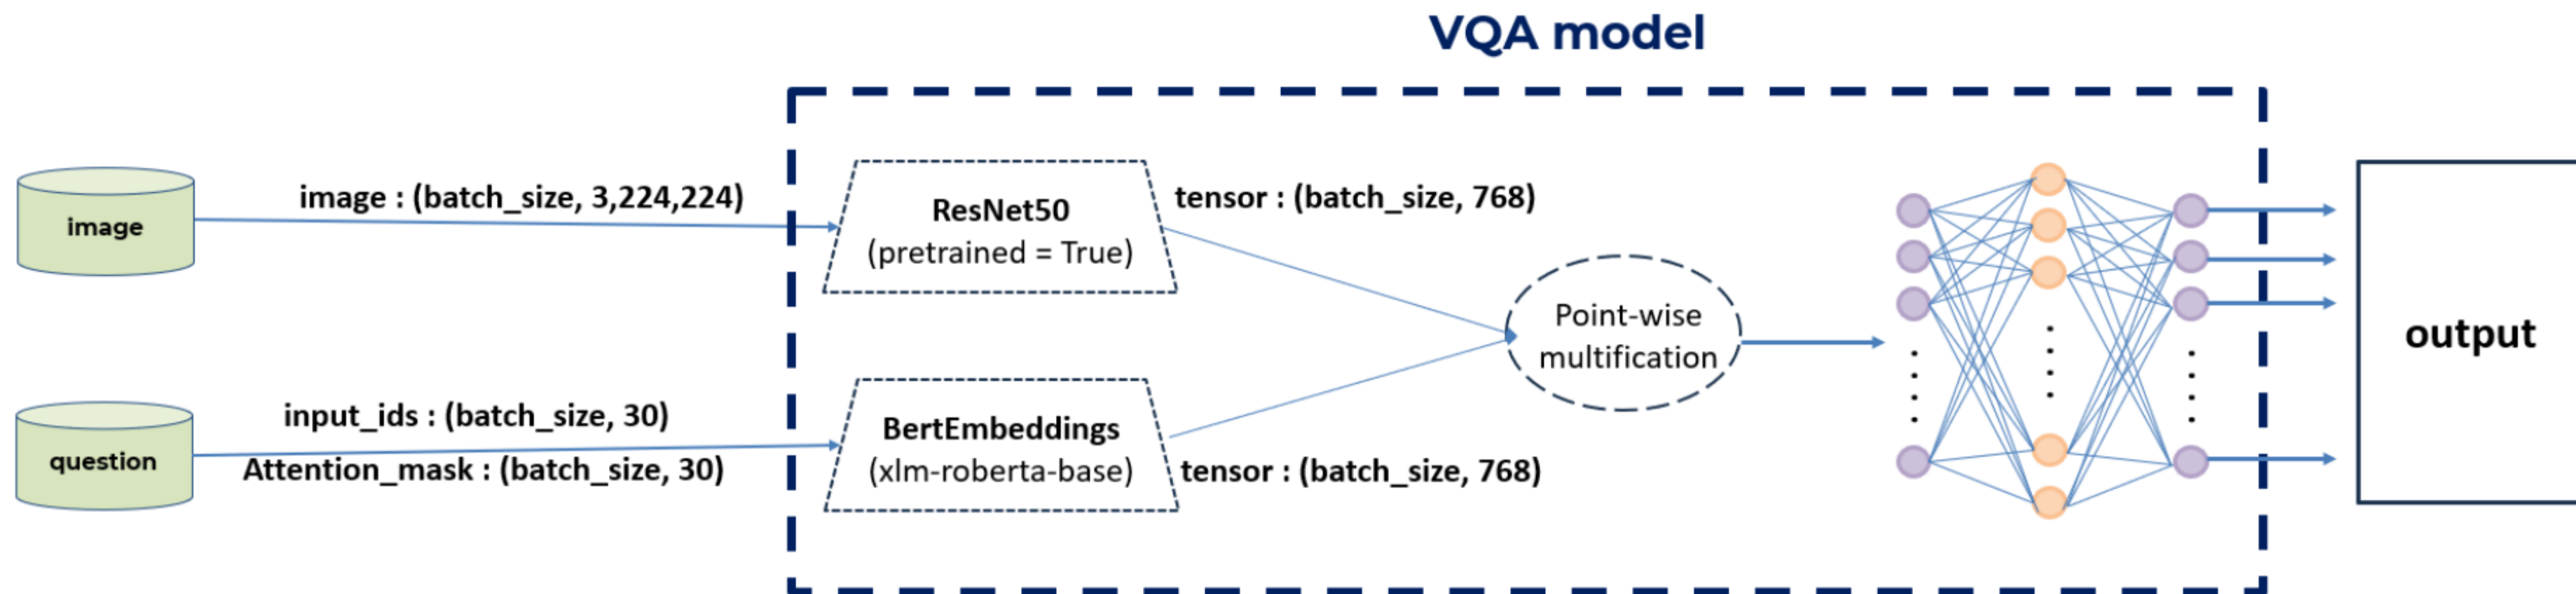 VQA model
image
image : (batch_size, 3,224,224)
ResNet50
(pretrained = True)
tensor : (batch_size, 768)
question
input_ids : (batch_size, 30)
Attention_mask : (batch_size, 30)
BertEmbeddings
(xlm-roberta-base)
tensor : (batch_size, 768)
Point-wise
multification
output